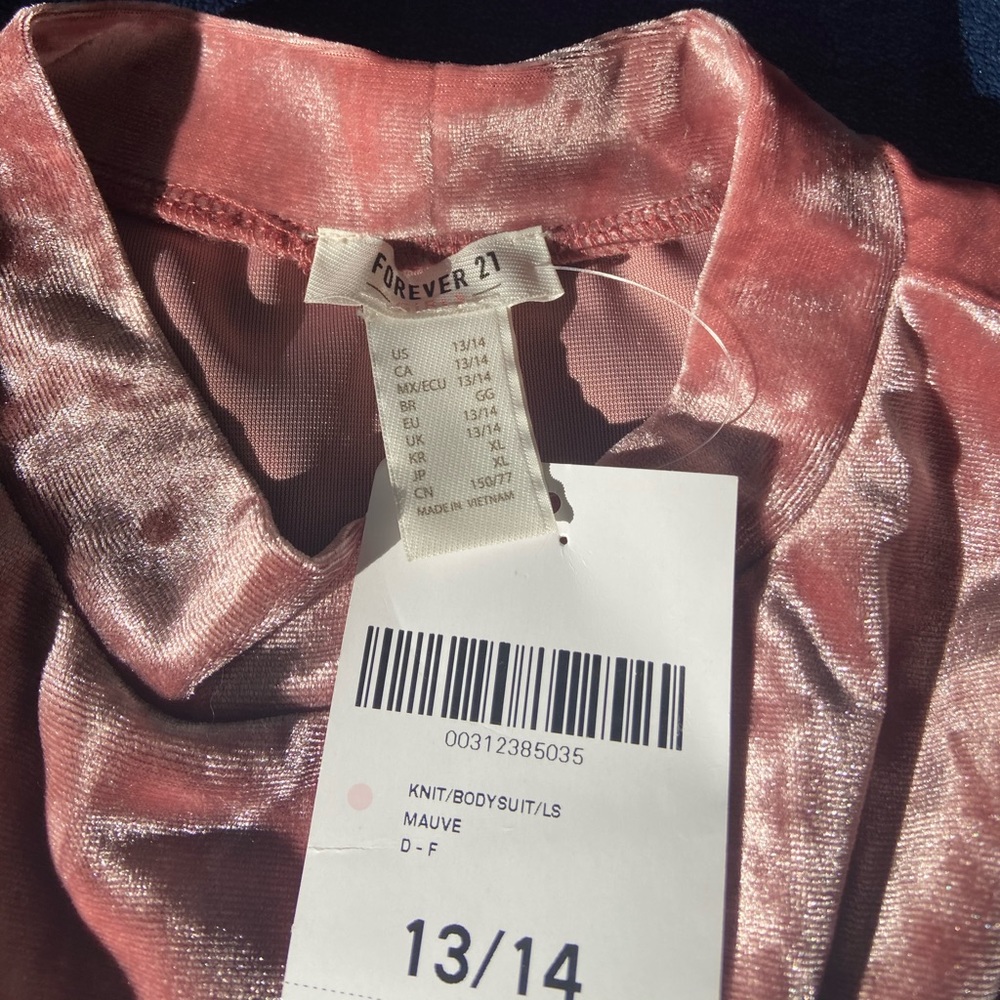 FOREVER 21
US 13/14
CA 13/14
MX/ECU 13/14
BR GG
EU 13/14
UK 13/14
KR XL
JP XL
CN 150/77
MADE IN VIETNAM
00312385035
KNIT/BODYSUIT/LS
MAUVE
D - F
13/14